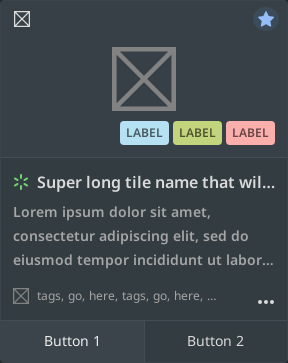 LABEL LABEL LABEL
Super long tile name that wil...
Lorem ipsum dolor sit amet,
consectetur adipiscing elit, sed do
eiusmod tempor incididunt ut labor...
tags, go, here, tags, go, here, ...
Button 1 Button 2